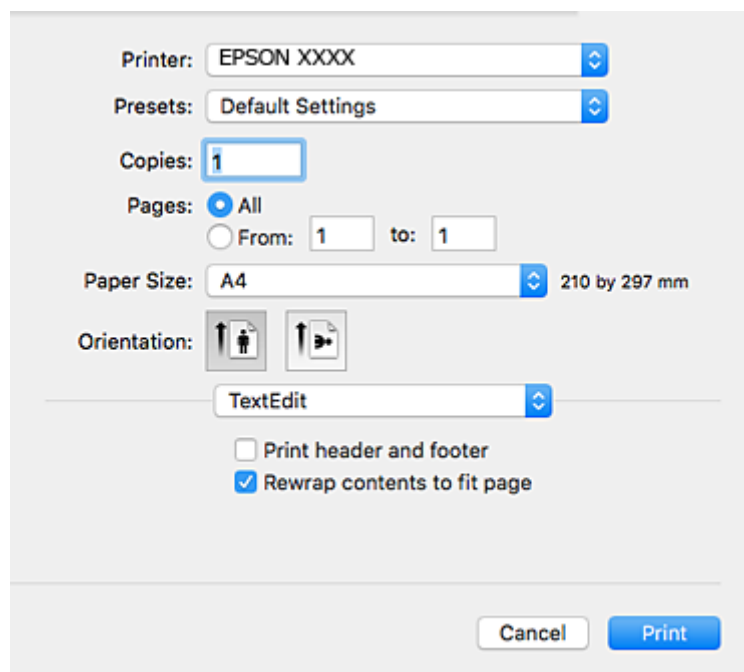 Printer: EPSON XXXX
Presets: Default Settings
Copies: 1
Pages: All
From: 1 to: 1
Paper Size: A4 210 by 297 mm
Orientation:
TextEdit
Print header and footer
Rewrap contents to fit page
Cancel Print